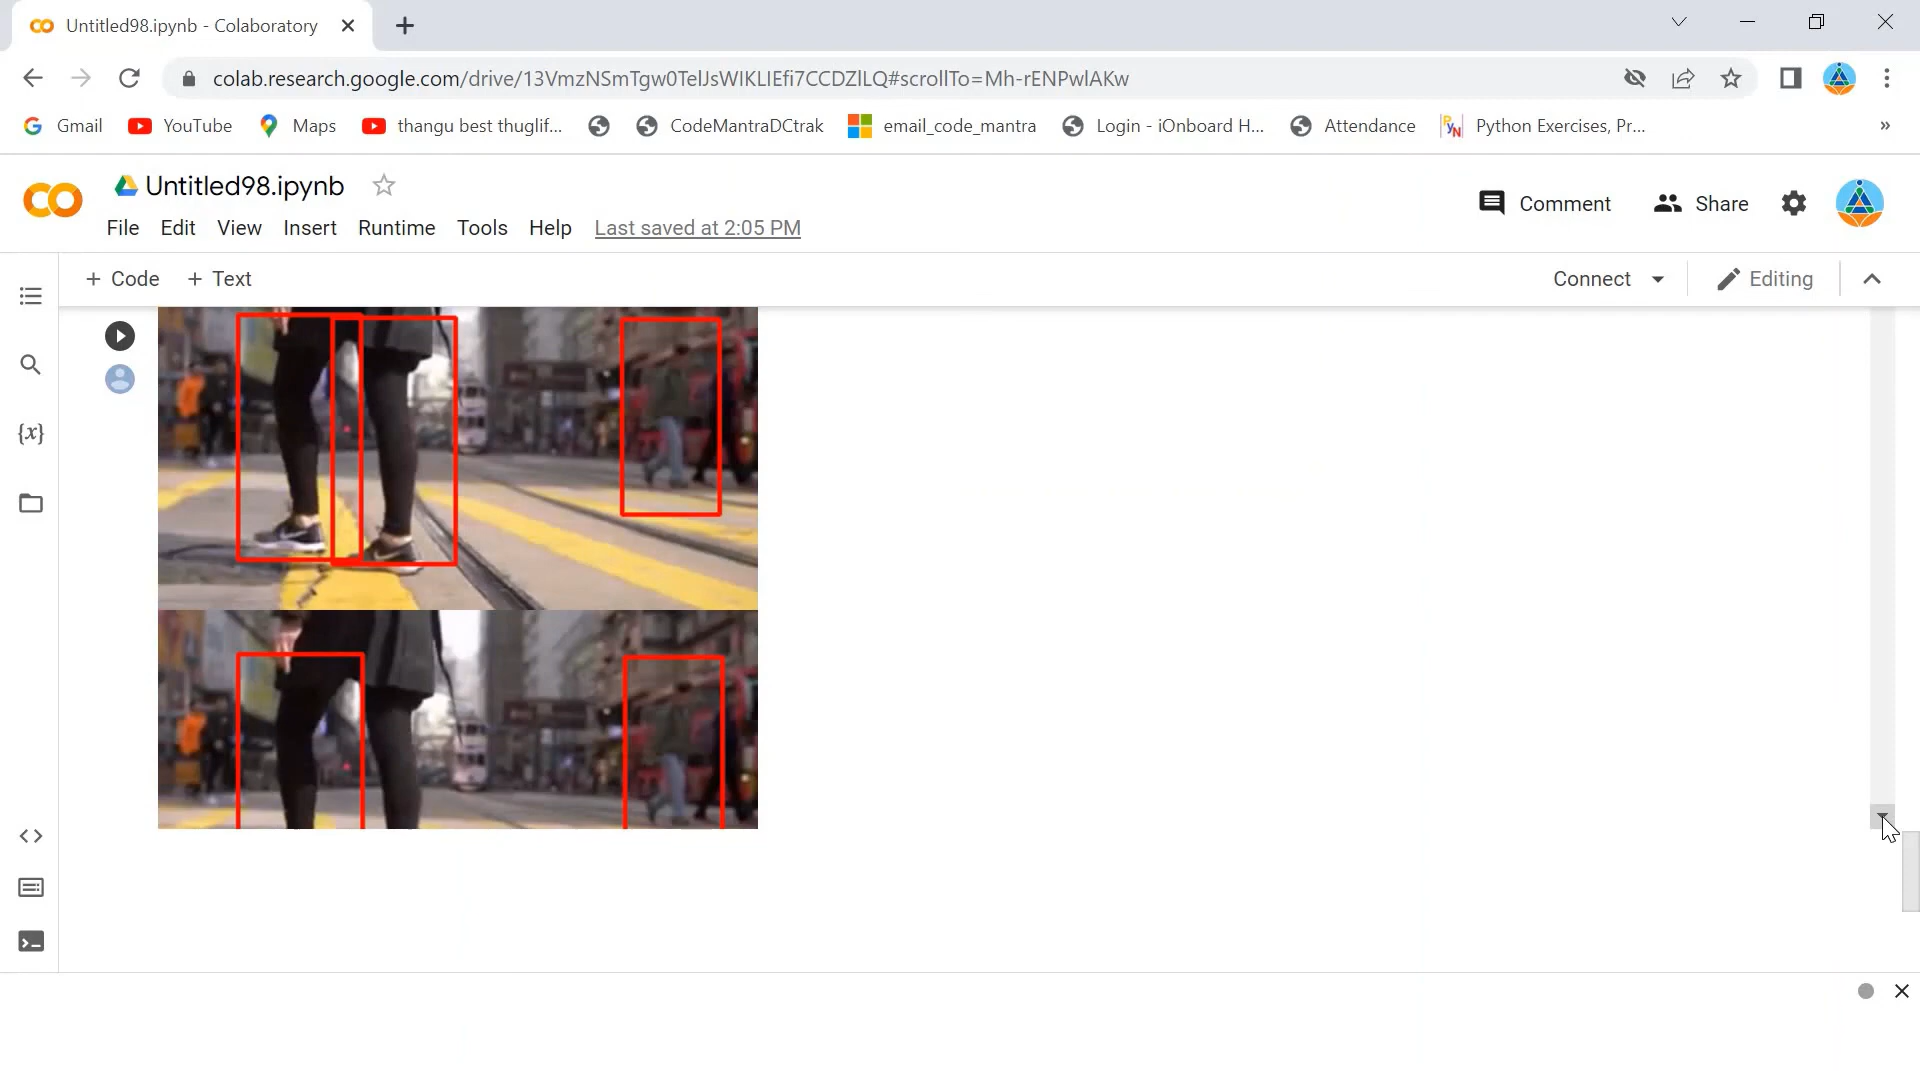 Untitled98.ipynb - Colaboratory
colab.research.google.com/drive/13VmzNSmTgw0TelJsWIKLIEfi7CCDZlLQ#scrollTo=Mh-rENPwlAKw
Gmail YouTube Maps thangu best thuglif... CodeMantraDCtrak email_code_mantra Login - iOnboard H... Attendance Python Exercises, Pr... »
Untitled98.ipynb
Comment Share
File Edit View Insert Runtime Tools Help Last saved at 2:05 PM
+ Code + Text Connect Editing
{x}